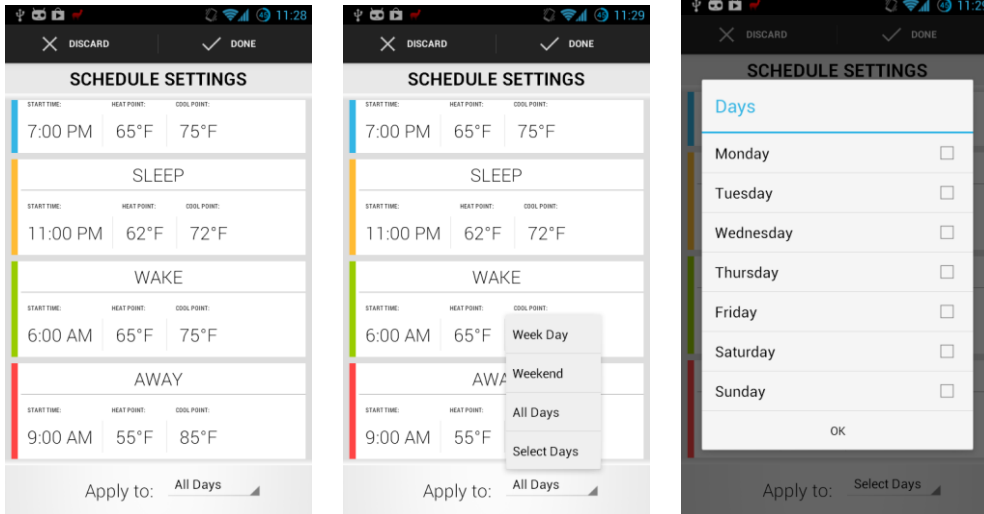 45 11:28
DISCARD DONE
SCHEDULE SETTINGS
START TIME: HEAT POINT: COOL POINT:
7:00 PM 65°F 75°F
SLEEP
START TIME: HEAT POINT: COOL POINT:
11:00 PM 62°F 72°F
WAKE
START TIME: HEAT POINT: COOL POINT:
6:00 AM 65°F 75°F
AWAY
START TIME: HEAT POINT: COOL POINT:
9:00 AM 55°F 85°F
Apply to: All Days
11:29
DISCARD DONE
SCHEDULE SETTINGS
START TIME: HEAT POINT: COOL POINT:
7:00 PM 65°F 75°F
SLEEP
START TIME: HEAT POINT: COOL POINT:
11:00 PM 62°F 72°F
WAKE
START TIME: HEAT POINT: COOL POINT:
6:00 AM 65°F
Week Day
Weekend
All Days
Select Days
AWA
START TIME: HEAT POINT:
9:00 AM 55°F
Apply to: All Days
11:29
DISCARD DONE
SCHEDULE SETTINGS
Days
Monday
Tuesday
Wednesday
Thursday
Friday
Saturday
Sunday
OK
Apply to: Select Days